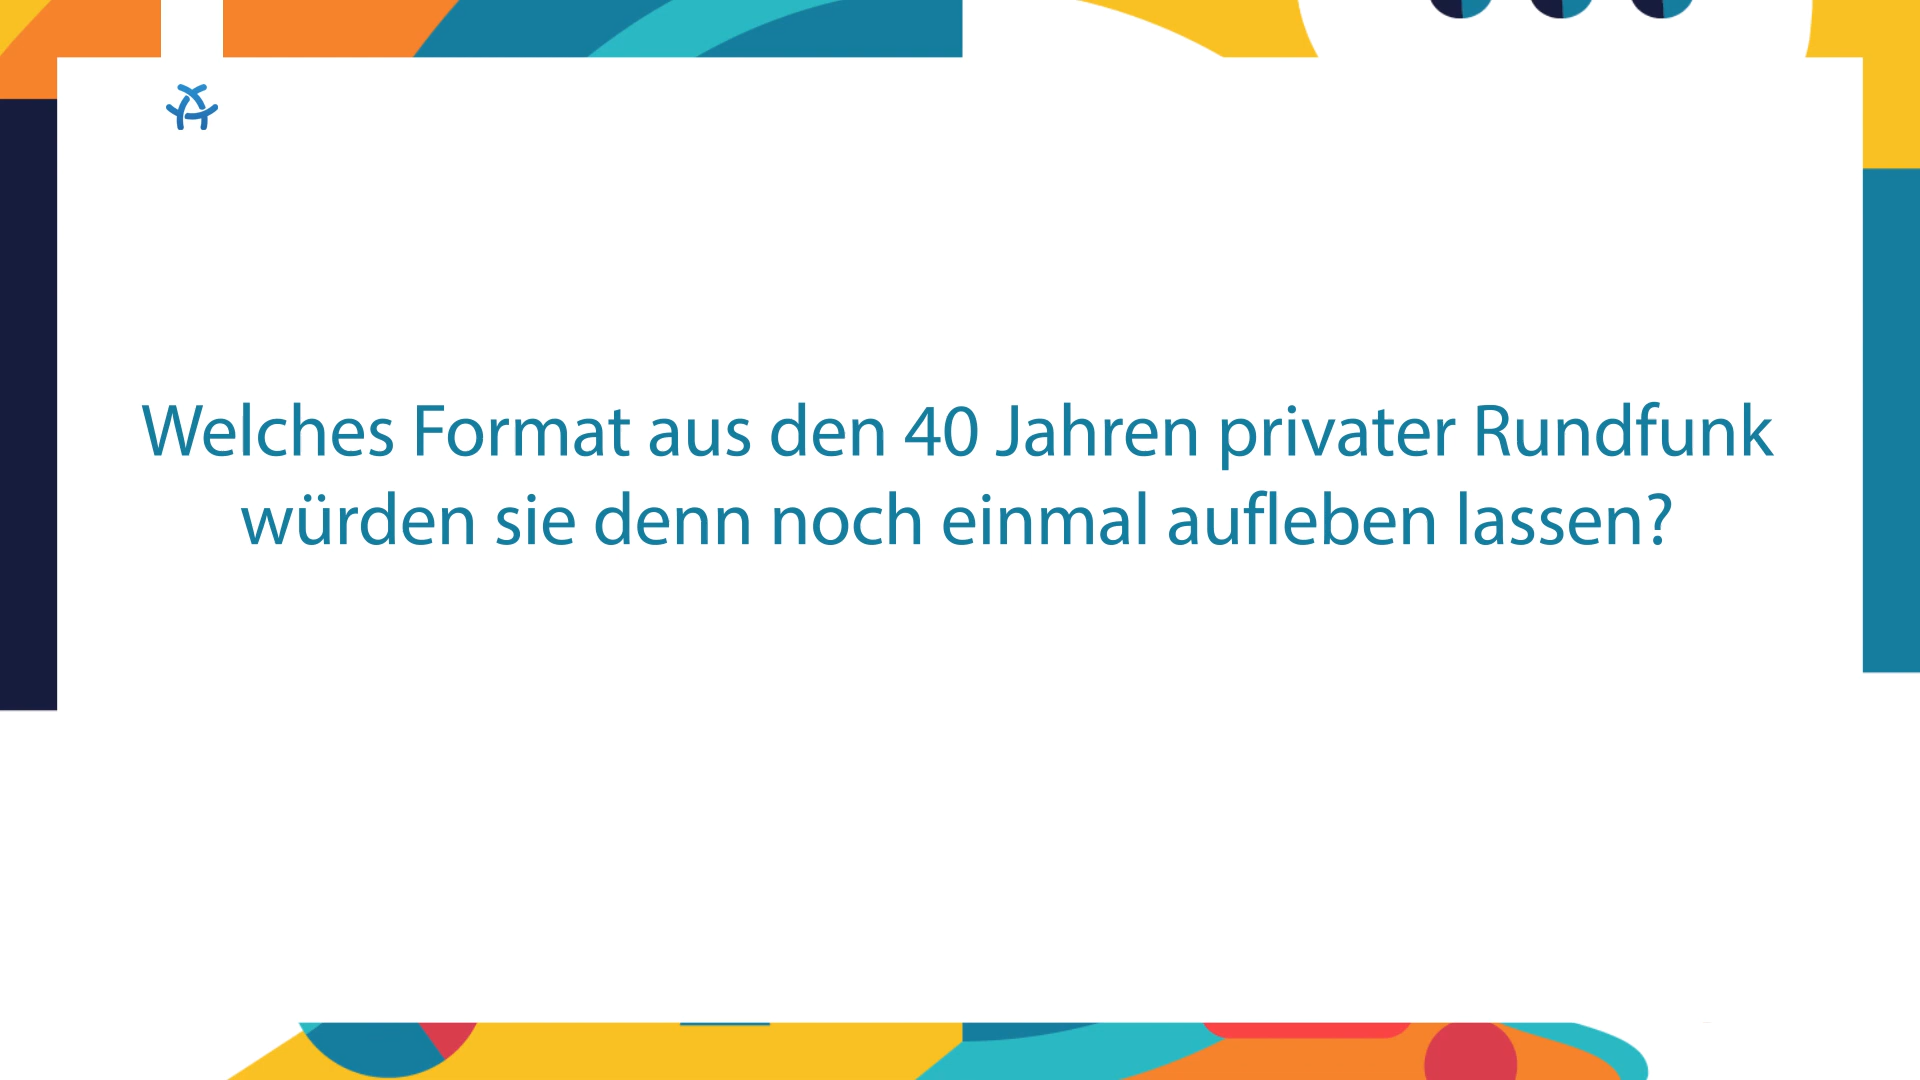 Welches Format aus den 40 Jahren privater Rundfunk
würden sie denn noch einmal aufleben lassen?